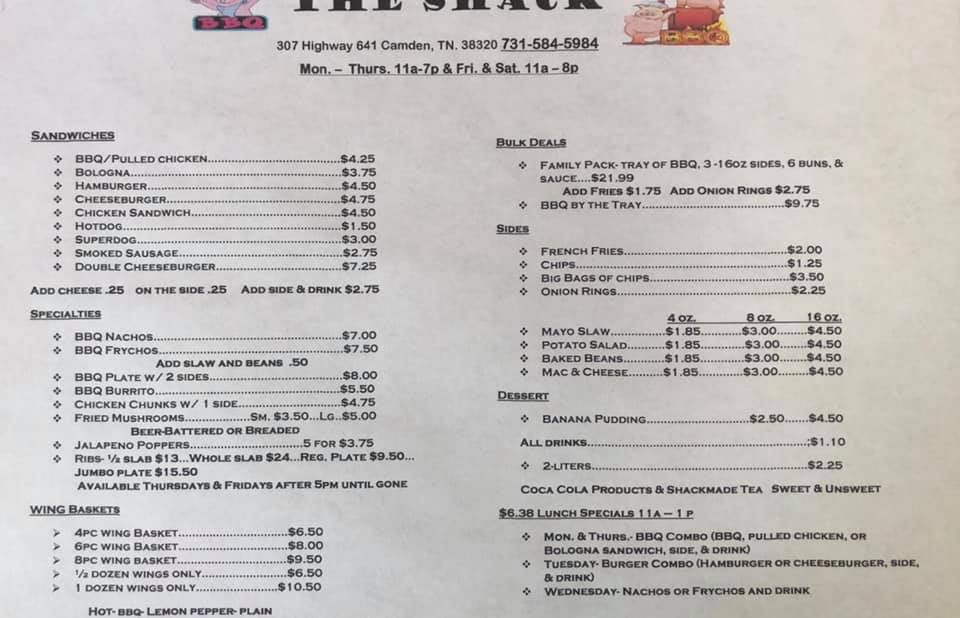 THE SHACK
BBQ
307 Highway 641 Camden, TN. 38320 731-584-5984
Mon. – Thurs. 11a-7p & Fri. & Sat. 11a – 8p
SANDWICHES
BBQ/PULLED CHICKEN.......................................$4.25
BOLOGNA...............................................................$3.75
HAMBURGER..........................................................$4.50
CHEESEBURGER.....................................................$4.75
CHICKEN SANDWICH............................................$4.50
HOTDOG................................................................$1.50
SUPERDOG.............................................................$3.00
SMOKED SAUSAGE................................................$2.75
DOUBLE CHEESEBURGER.....................................$7.25
ADD CHEESE .25 ON THE SIDE .25 ADD SIDE & DRINK $2.75
SPECIALTIES
BBQ NACHOS.......................................................$7.00
BBQ FRYCHOS......................................................$7.50
ADD SLAW AND BEANS .50
BBQ PLATE W/ 2 SIDES.......................................$8.00
BBQ BURRITO.......................................................$5.50
CHICKEN CHUNKS W/ 1 SIDE..............................$4.75
FRIED MUSHROOMS...................SM. $3.50...LG..$5.00
BEER-BATTERED OR BREADED
JALAPENO POPPERS.................................5 FOR $3.75
RIBS- ½ SLAB $13...WHOLE SLAB $24...REG. PLATE $9.50...
JUMBO PLATE $15.50
AVAILABLE THURSDAYS & FRIDAYS AFTER 5PM UNTIL GONE
WING BASKETS
4PC WING BASKET................................$6.50
6PC WING BASKET................................$8.00
8PC WING BASKET................................$9.50
½ DOZEN WINGS ONLY.........................$6.50
1 DOZEN WINGS ONLY........................$10.50
HOT- BBQ- LEMON PEPPER- PLAIN
BULK DEALS
FAMILY PACK- TRAY OF BBQ, 3 -16OZ SIDES, 6 BUNS, &
SAUCE....$21.99
ADD FRIES $1.75 ADD ONION RINGS $2.75
BBQ BY THE TRAY.........................................$9.75
SIDES
FRENCH FRIES...............................................$2.00
CHIPS.............................................................$1.25
BIG BAGS OF CHIPS........................................$3.50
ONION RINGS.................................................$2.25
4 OZ. 8 OZ. 16 OZ.
MAYO SLAW................$1.85............$3.00........$4.50
POTATO SALAD...........$1.85............$3.00........$4.50
BAKED BEANS............$1.85............$3.00........$4.50
MAC & CHEESE..........$1.85............$3.00........$4.50
DESSERT
BANANA PUDDING..............................$2.50.......$4.50
ALL DRINKS................................................................;$1.10
2-LITERS...............................................................$2.25
COCA COLA PRODUCTS & SHACKMADE TEA SWEET & UNSWEET
$6.38 LUNCH SPECIALS 11A – 1 P
MON. & THURS.- BBQ COMBO (BBQ, PULLED CHICKEN, OR
BOLOGNA SANDWICH, SIDE, & DRINK)
TUESDAY- BURGER COMBO (HAMBURGER OR CHEESEBURGER, SIDE,
& DRINK)
WEDNESDAY- NACHOS OR FRYCHOS AND DRINK